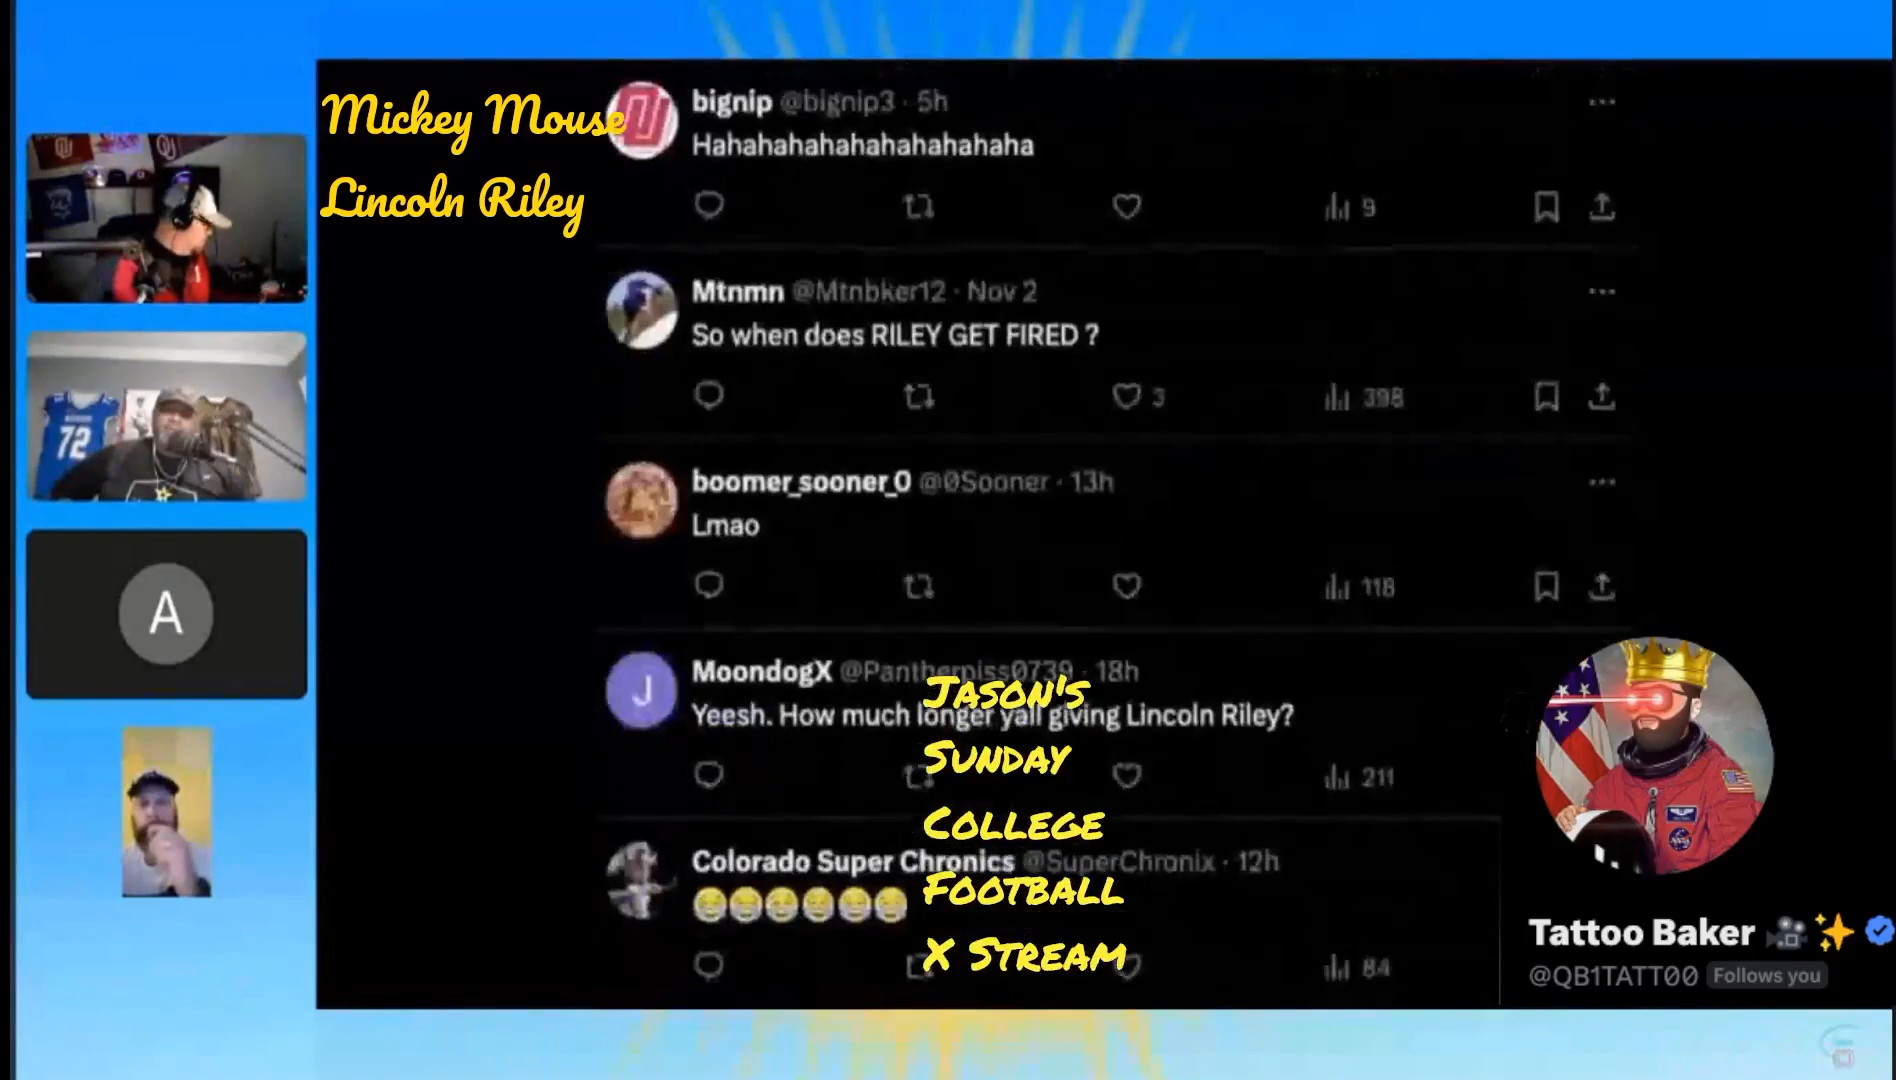 Mickey Mouse
Lincoln Riley
bignip @bignip3 · 5h
Hahahahahahahahahahaha
9
Mtnmn @Mtnbker12 · Nov 2
So when does RILEY GET FIRED ?
3
398
boomer_sooner_0 @0Sooner · 13h
Lmao
118
MoondogX @Pantherpiss0739 · 18h
Yeesh. How much longer yall giving Lincoln Riley?
211
Colorado Super Chronics @SuperChronix · 12h
😂😂😂😂😂😂
84
Jason's
Sunday
College
Football
X Stream
72
A
Tattoo Baker 🎥✨
@QB1TATT00 Follows you